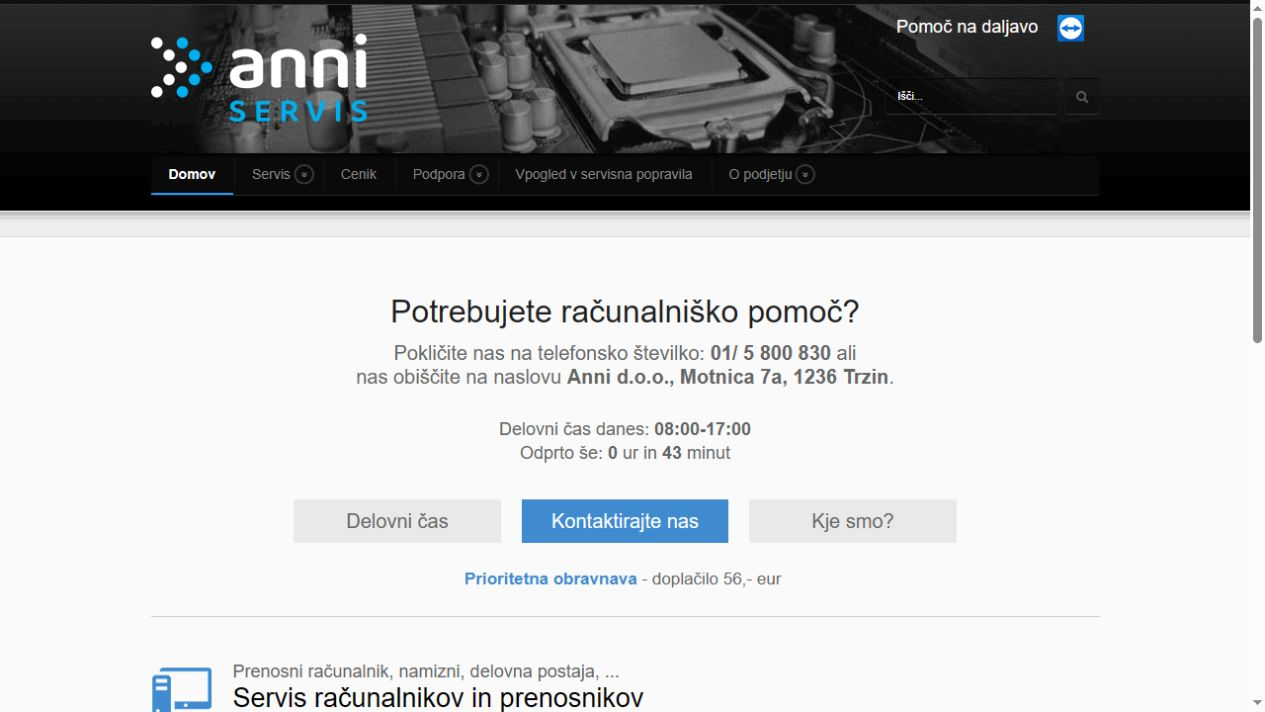 Pomoč na daljavo
anni
SERVIS
Išči...
Domov
Servis
Cenik
Podpora
Vpogled v servisna popravila
O podjetju
Potrebujete računalniško pomoč?
Pokličite nas na telefonsko številko: 01/ 5 800 830 ali
nas obiščite na naslovu Anni d.o.o., Motnica 7a, 1236 Trzin.
Delovni čas danes: 08:00-17:00
Odprto še: 0 ur in 43 minut
Delovni čas
Kontaktirajte nas
Kje smo?
Prioritetna obravnava - doplačilo 56,- eur
Prenosni računalnik, namizni, delovna postaja, ...
Servis računalnikov in prenosnikov